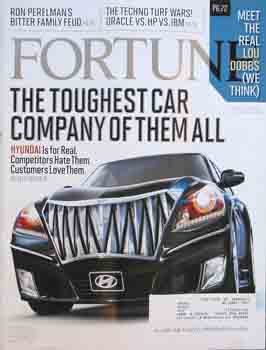 RON PERELMAN'S
BITTER FAMILY FEUD
THE TECHNO TURF WARS!
ORACLE VS. HP VS. IBM
MEET
THE
REAL
LOU
DOBBS
(WE
THINK)
FORTUNE
THE TOUGHEST CAR
COMPANY OF THEM ALL
HYUNDAI Is for Real.
Competitors Hate Them.
Customers Love Them.